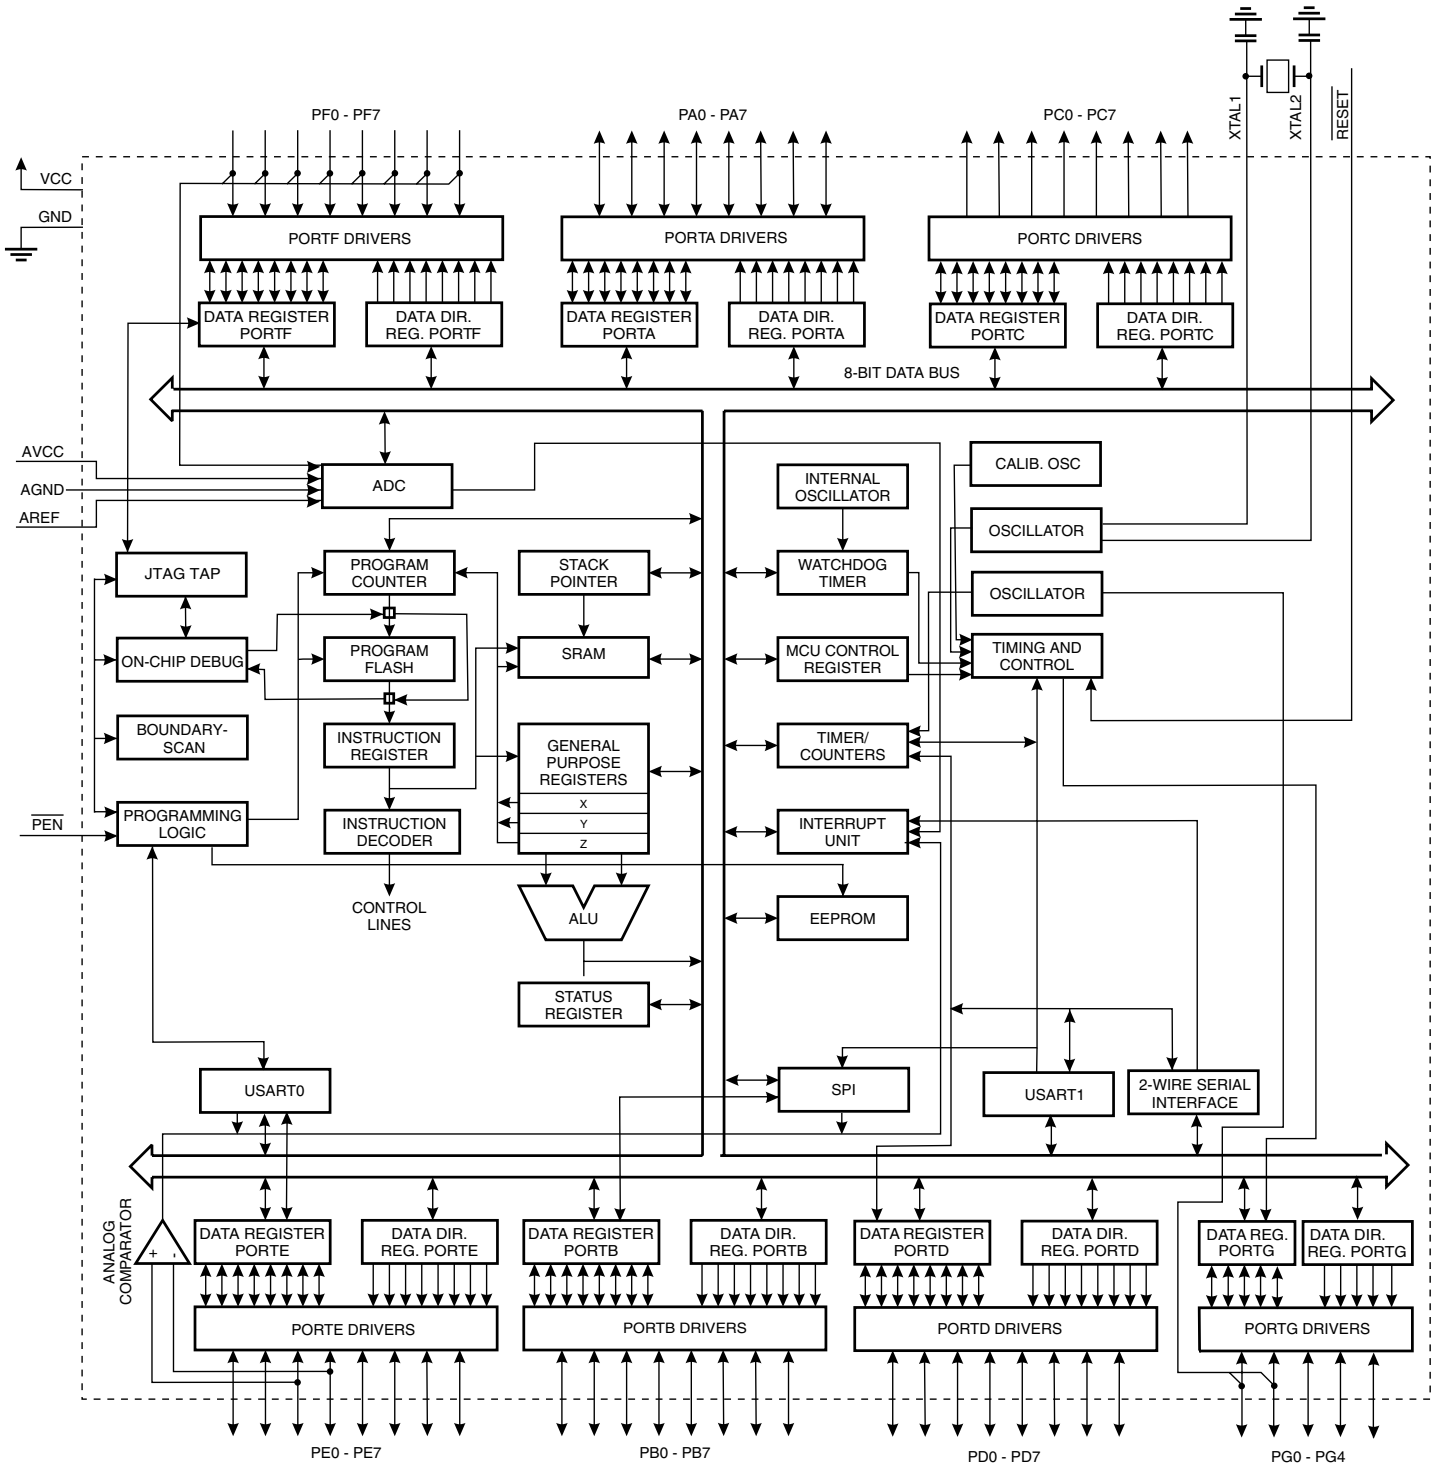 XTAL1
XTAL2
RESET
PF0 - PF7
PA0 - PA7
PC0 - PC7
VCC
GND
PORTF DRIVERS
PORTA DRIVERS
PORTC DRIVERS
DATA REGISTER
PORTF
DATA DIR.
REG. PORTF
DATA REGISTER
PORTA
DATA DIR.
REG. PORTA
DATA REGISTER
PORTC
DATA DIR.
REG. PORTC
8-BIT DATA BUS
AVCC
AGND
AREF
ADC
INTERNAL
OSCILLATOR
CALIB. OSC
OSCILLATOR
JTAG TAP
PROGRAM
COUNTER
STACK
POINTER
WATCHDOG
TIMER
OSCILLATOR
ON-CHIP DEBUG
PROGRAM
FLASH
SRAM
MCU CONTROL
REGISTER
TIMING AND
CONTROL
BOUNDARY-
SCAN
INSTRUCTION
REGISTER
GENERAL
PURPOSE
REGISTERS
X
Y
Z
TIMER/
COUNTERS
PEN
PROGRAMMING
LOGIC
INSTRUCTION
DECODER
INTERRUPT
UNIT
CONTROL
LINES
ALU
EEPROM
STATUS
REGISTER
USART0
SPI
USART1
2-WIRE SERIAL
INTERFACE
ANALOG
COMPARATOR
+
-
DATA REGISTER
PORTE
DATA DIR.
REG. PORTE
DATA REGISTER
PORTB
DATA DIR.
REG. PORTB
DATA REGISTER
PORTD
DATA DIR.
REG. PORTD
DATA REG.
PORTG
DATA DIR.
REG. PORTG
PORTE DRIVERS
PORTB DRIVERS
PORTD DRIVERS
PORTG DRIVERS
PE0 - PE7
PB0 - PB7
PD0 - PD7
PG0 - PG4